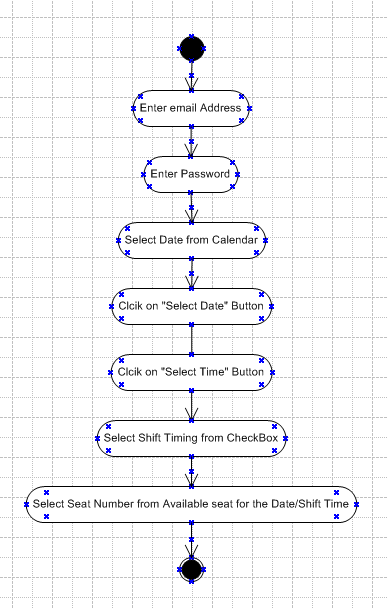 Enter email Address
Enter Password
Select Date from Calendar
Clcik on "Select Date" Button
Clcik on "Select Time" Button
Select Shift Timing from CheckBox
Select Seat Number from Available seat for the Date/Shift Time